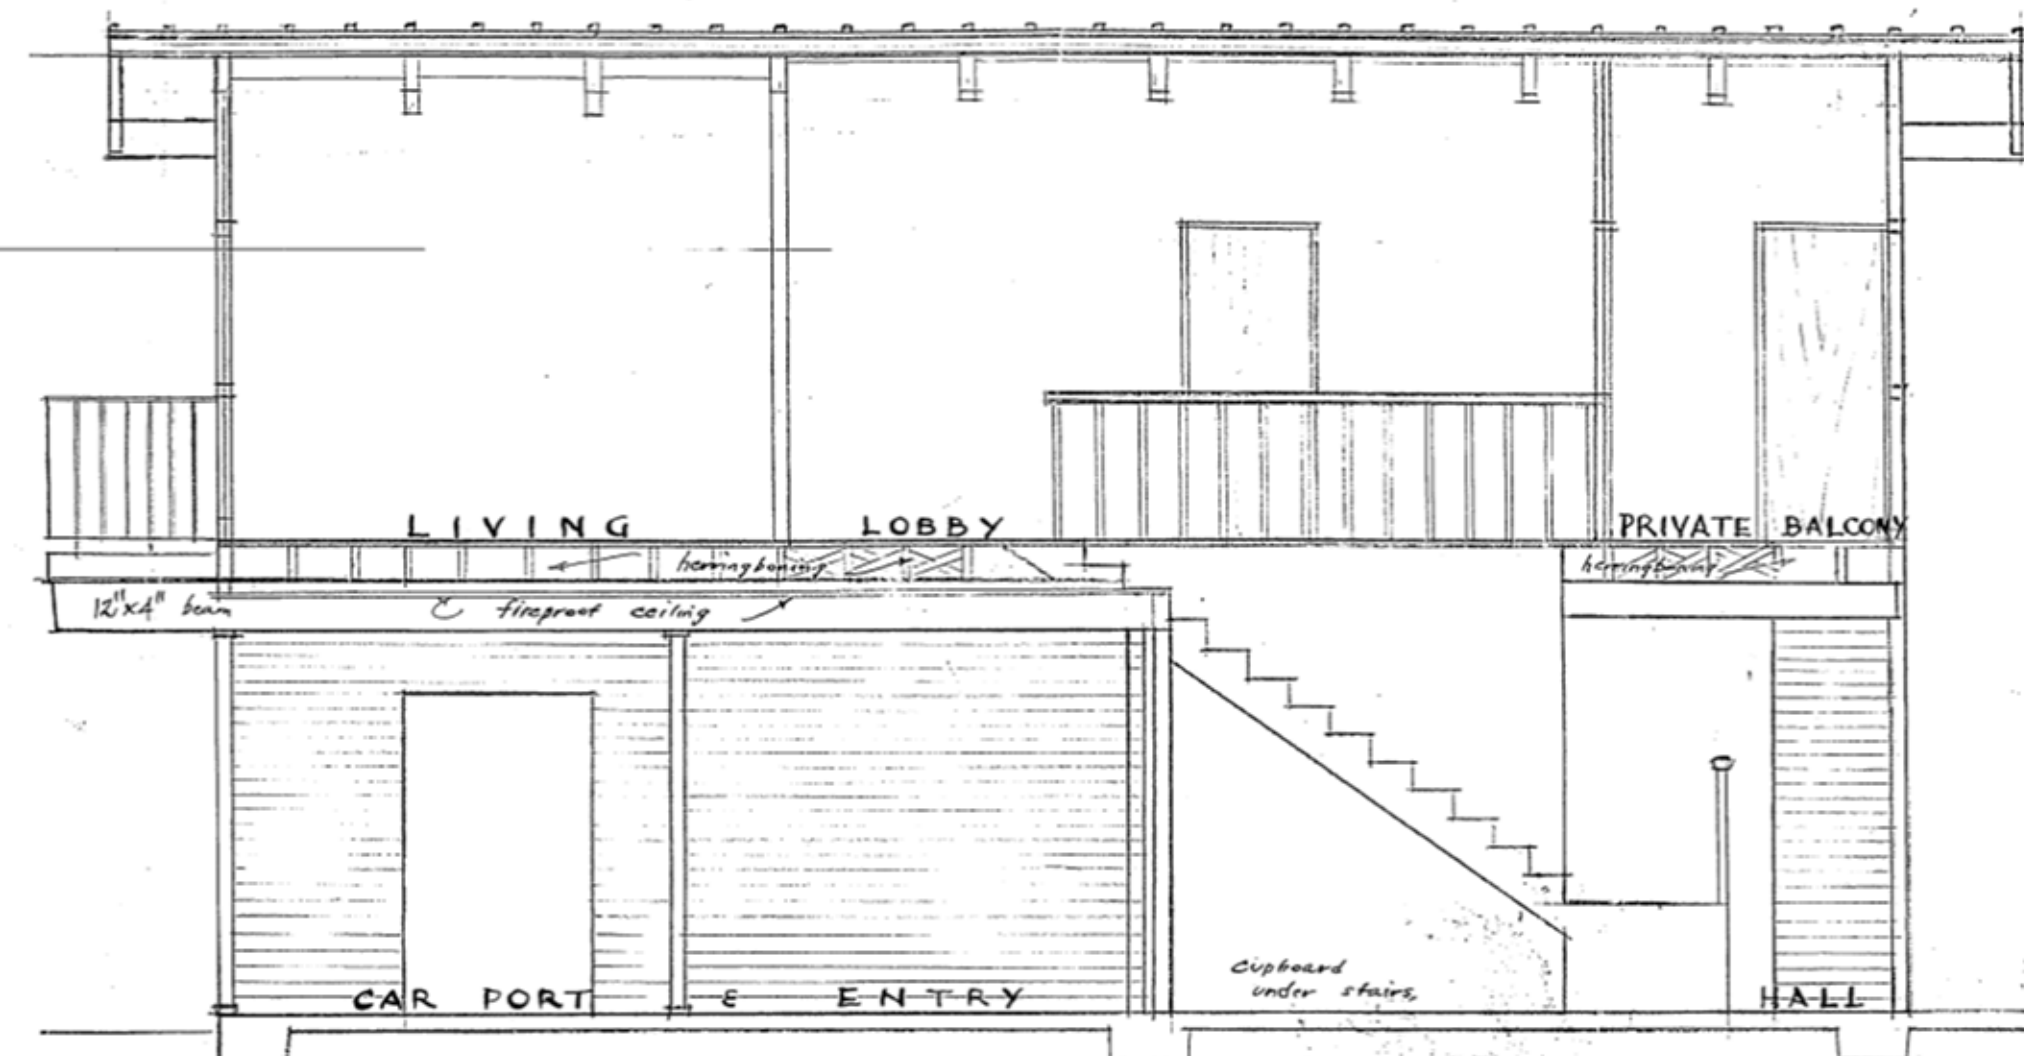 LIVING LOBBY PRIVATE BALCONY
herringboning herringboning
12"x4" beam fireproof ceiling
cupboard
under stairs,
CAR PORT & ENTRY HALL